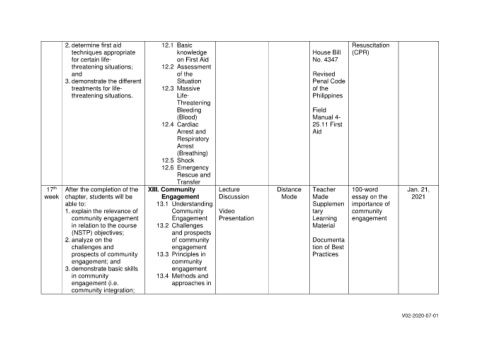 2. determine first aid
techniques appropriate
for certain life-
threatening situations;
and
3. demonstrate the different
treatments for life-
threatening situations.
12.1 Basic
knowledge
on First Aid
12.2 Assessment
of the
Situation
12.3 Massive
Life-
Threatening
Bleeding
(Blood)
12.4 Cardiac
Arrest and
Respiratory
Arrest
(Breathing)
12.5 Shock
12.6 Emergency
Rescue and
Transfer
House Bill
No. 4347
Revised
Penal Code
of the
Philippines
Field
Manual 4-
25.11 First
Aid
Resuscitation
(CPR)
17th
week
After the completion of the
chapter, students will be
able to:
1. explain the relevance of
community engagement
in relation to the course
(NSTP) objectives;
2. analyze on the
challenges and
prospects of community
engagement; and
3. demonstrate basic skills
in community
engagement (i.e.
community integration;
XIII. Community
Engagement
13.1 Understanding
Community
Engagement
13.2 Challenges
and prospects
of community
engagement
13.3 Principles in
community
engagement
13.4 Methods and
approaches in
Lecture
Discussion
Video
Presentation
Distance
Mode
Teacher
Made
Supplemen
tary
Learning
Material
Documenta
tion of Best
Practices
100-word
essay on the
importance of
community
engagement
Jan. 21,
2021
V02-2020-07-01